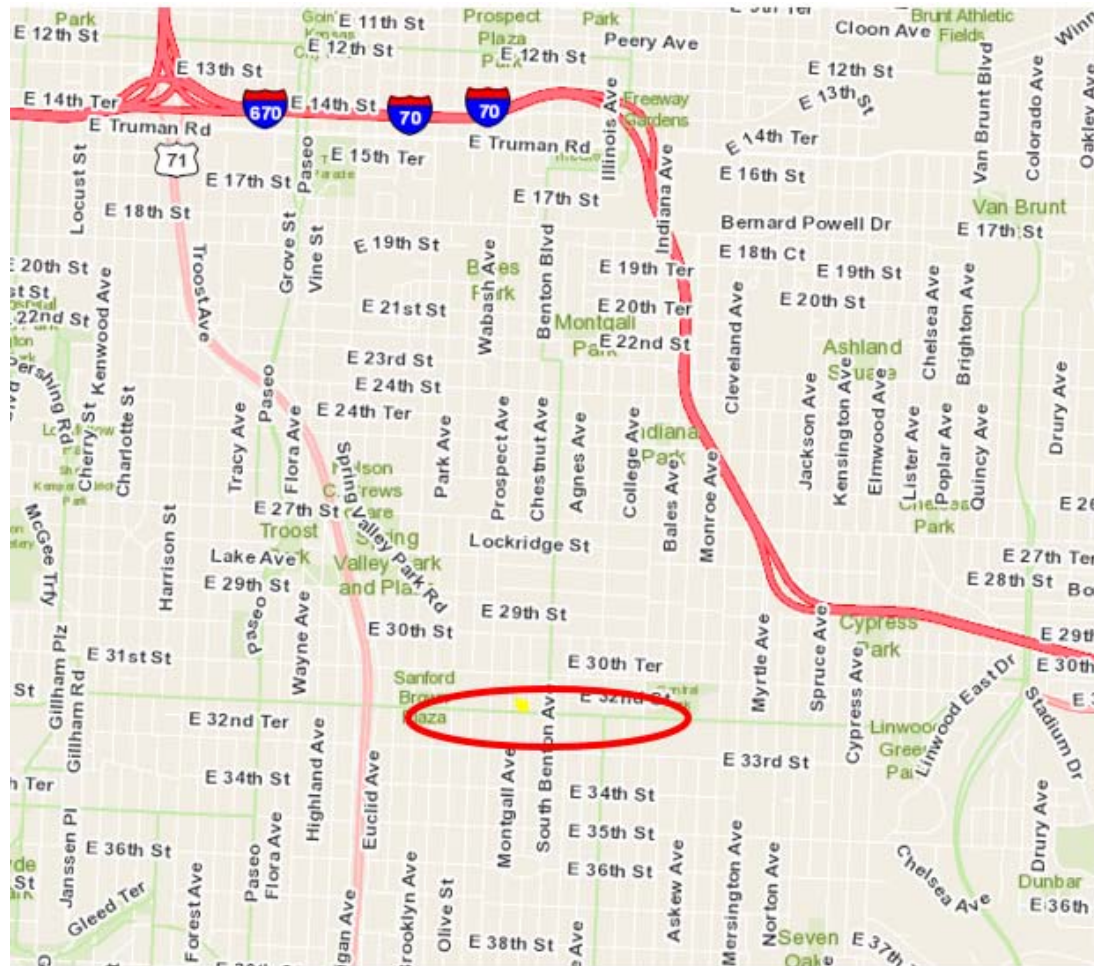 Park
Goin'
Kansas
E 11th St
Prospect
Plaza
Park
Park
Brunt Athletic
Fields
Cloon Ave
E 12th St
E 12th St
E 12th St
Peery Ave
E 12th St
E 13th St
E 13th St
Van Brunt Blvd
Colorado Ave
Oakley Ave
E 14th Ter
670
E 14th St
70
70
Illinois Ave
Freeway
Gardens
E Truman Rd
71
E 15th Ter
E Truman Rd
E 14th Ter
Locust St
E 17th St
Paseo
Parade
E 17th St
Indiana Ave
E 16th St
Van Brunt
E 17th St
E 18th St
Bernard Powell Dr
Troost Ave
Grove St
Vine St
E 19th St
Wabash Ave
Benton Blvd
E 19th Ter
E 18th Ct
E 19th St
E 20th St
Kenwood Ave
E 21st St
Park
E 20th Ter
Cleveland Ave
E 20th St
Chelsea Ave
Brighton Ave
22nd St
Montgall
Park
E 22nd St
Ashland
Square
Pershing Rd
E 23rd St
E 24th St
E 24th Ter
Cherry St
Charlotte St
Tracy Ave
Paseo
Flora Ave
Spring Valley Park Rd
Park Ave
Prospect Ave
Chestnut Ave
Agnes Ave
College Ave
Indiana
Park
Bales Ave
Monroe Ave
Jackson Ave
Kensington Ave
Elmwood Ave
Lister Ave
Poplar Ave
Quincy Ave
Drury Ave
Chelsea
Park
McGee Trfy
Harrison St
E 27th St
Troost
Park
Spring
Valley Park
and Plaza
Lockridge St
Lake Ave
E 29th St
E 27th Ter
E 28th St
Paseo
Wayne Ave
E 30th St
E 29th St
Myrtle Ave
Spruce Ave
Cypress
Park
E 29th
E 30th
Gillham Plz
Gillham Rd
E 31st St
Sanford
Brown
Plaza
E 30th Ter
E 32nd St
Cypress Ave
Linwood East Dr
Stadium Dr
St
E 32nd Ter
Highland Ave
Euclid Ave
Montgall Ave
South Benton Ave
E 33rd St
Linwood
Green
h Ter
E 34th St
E 34th St
Janssen Pl
E 36th St
Paseo
Flora Ave
E 35th St
E 36th St
Askew Ave
Mersington Ave
Norton Ave
Chelsea Ave
Drury Ave
Dunbar
E 36th
St
Gleed Ter
Forest Ave
Brooklyn Ave
Olive St
E 38th St
Seven
E 37th